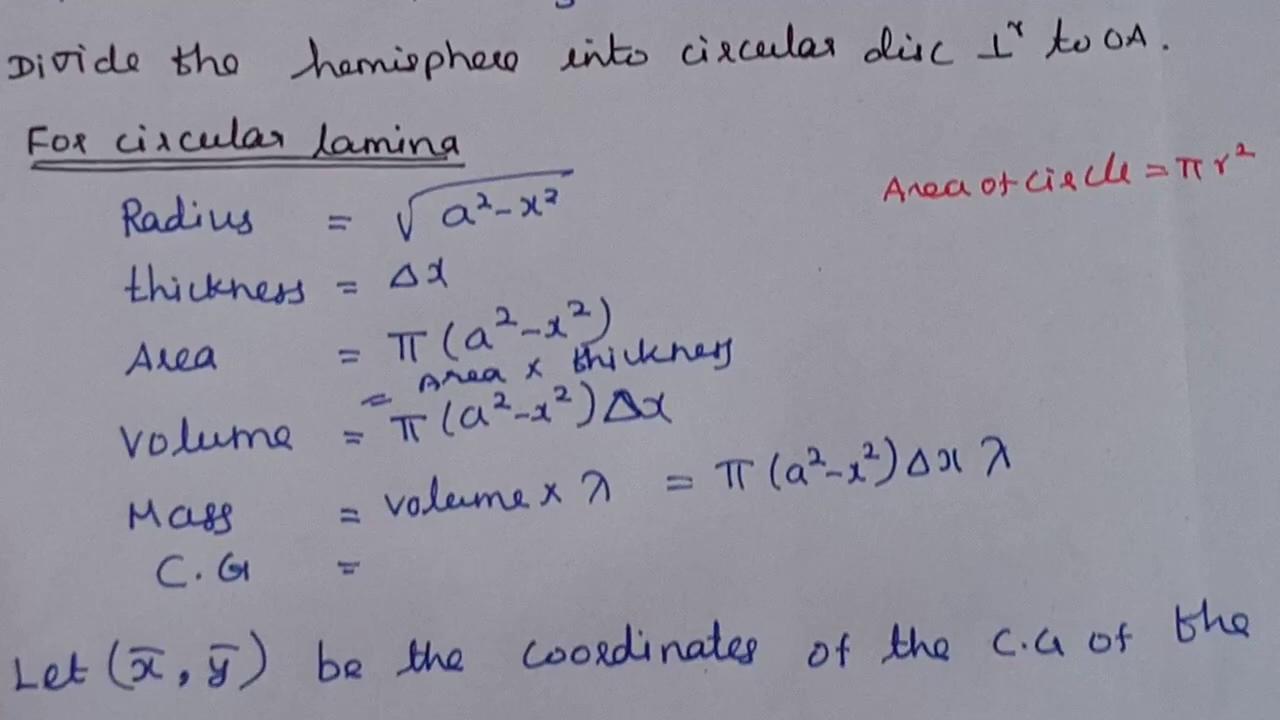 Divide the hemisphere into circular disc ⊥ʳ to OA.
For circular lamina
Area of circle = πr²
Radius = √a²-x²
thickness = Δx
Area = π(a²-x²)
= Area × thickness
Volume = π(a²-x²)Δx
Mass = Volume × λ = π(a²-x²)Δx λ
C.G =
Let (x̄, ȳ) be the coordinates of the C.G of the